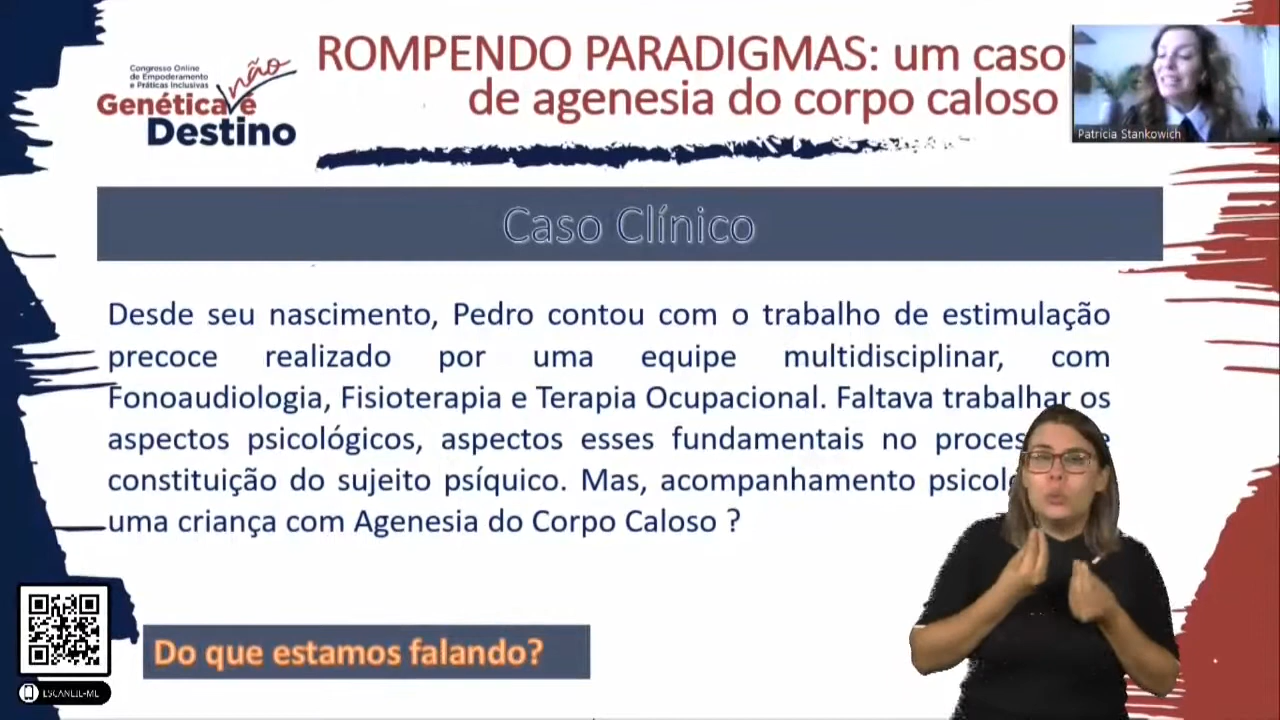 Congresso Online
de Empoderamento
e Práticas Inclusivas
não
Genética é
Destino
ROMPENDO PARADIGMAS: um caso
de agenesia do corpo caloso
Patricia Stankowich
Caso Clínico
Desde seu nascimento, Pedro contou com o trabalho de estimulação
precoce realizado por uma equipe multidisciplinar, com
Fonoaudiologia, Fisioterapia e Terapia Ocupacional. Faltava trabalhar os
aspectos psicológicos, aspectos esses fundamentais no
constituição do sujeito psíquico. Mas, acompanhamento
uma criança com Agenesia do Corpo Caloso ?
Do que estamos falando?
ESCANEIE-ME